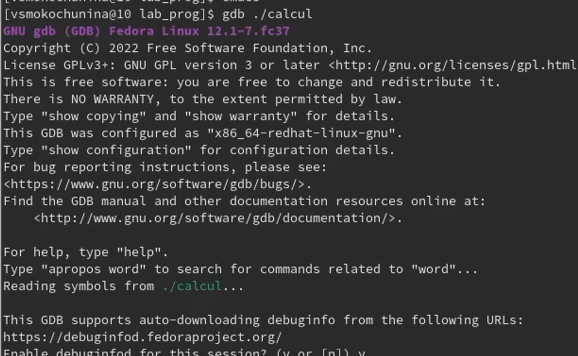 [vsmokochunina@10 lab_prog]$ emacs
[vsmokochunina@10 lab_prog]$ gdb ./calcul
GNU gdb (GDB) Fedora Linux 12.1-7.fc37
Copyright (C) 2022 Free Software Foundation, Inc.
License GPLv3+: GNU GPL version 3 or later <http://gnu.org/licenses/gpl.html
This is free software: you are free to change and redistribute it.
There is NO WARRANTY, to the extent permitted by law.
Type "show copying" and "show warranty" for details.
This GDB was configured as "x86_64-redhat-linux-gnu".
Type "show configuration" for configuration details.
For bug reporting instructions, please see:
<https://www.gnu.org/software/gdb/bugs/>.
Find the GDB manual and other documentation resources online at:
    <http://www.gnu.org/software/gdb/documentation/>.
For help, type "help".
Type "apropos word" to search for commands related to "word"...
Reading symbols from ./calcul...
This GDB supports auto-downloading debuginfo from the following URLs:
https://debuginfod.fedoraproject.org/
Enable debuginfod for this session? (y or [n]) y